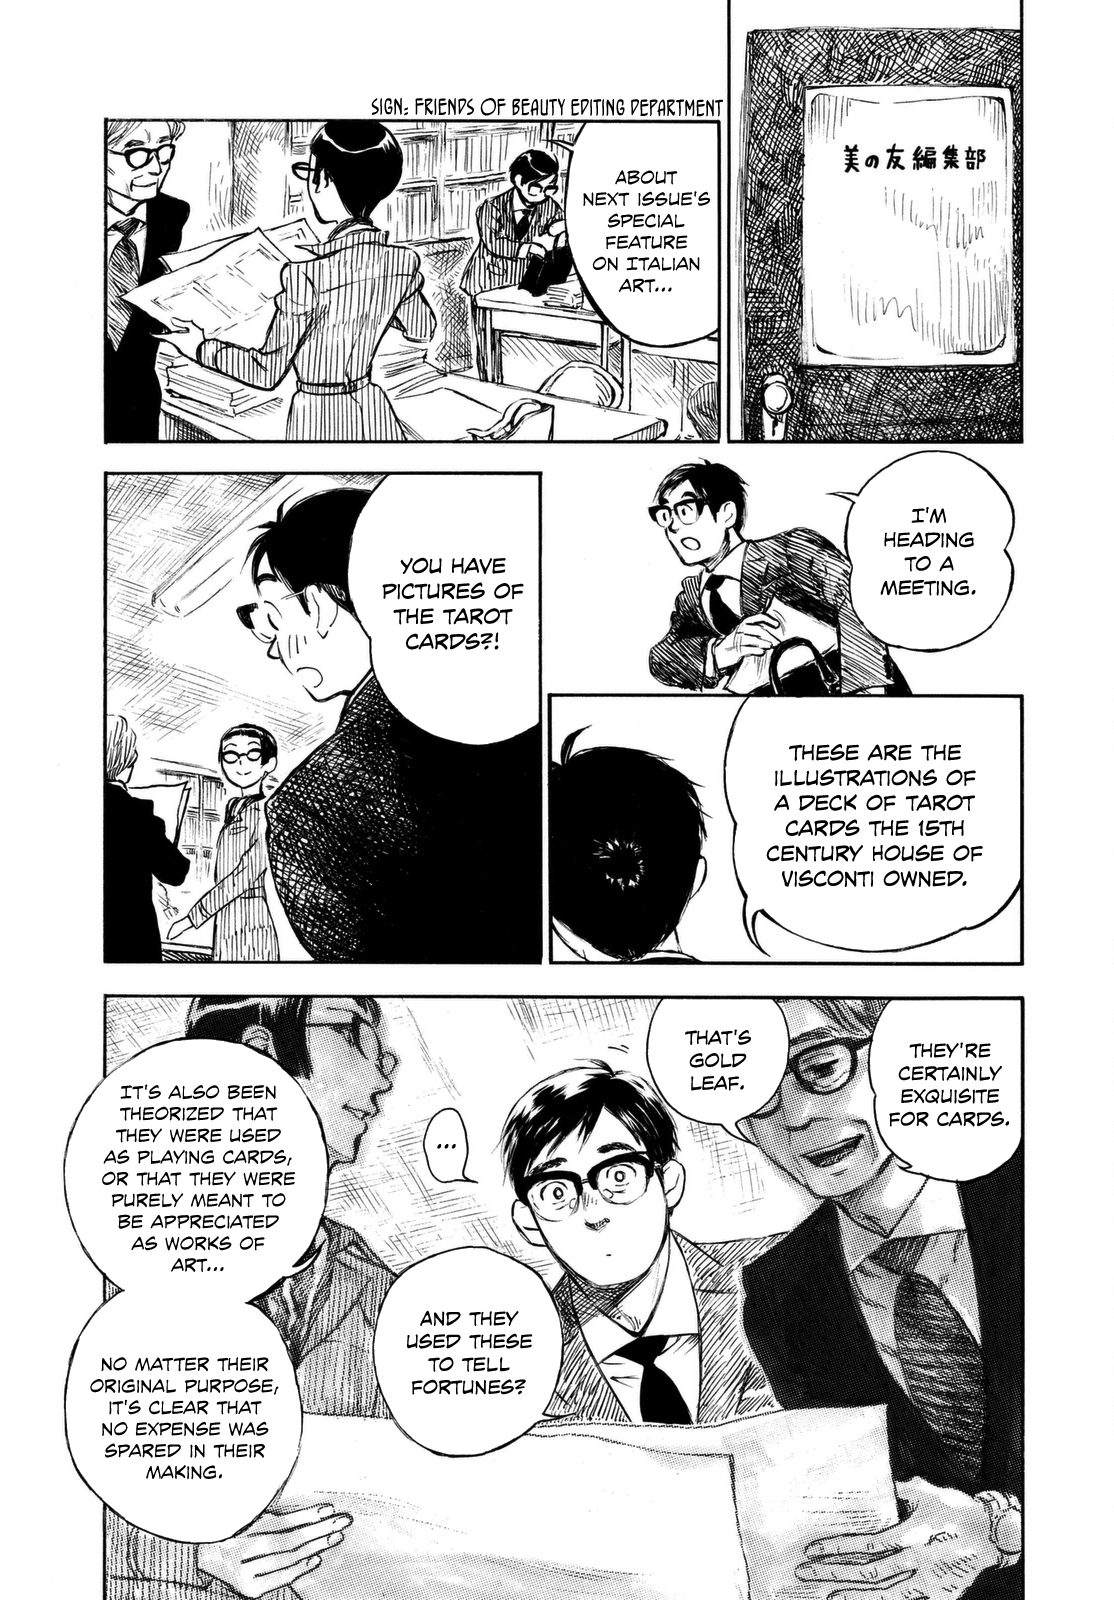 美の友編集部
SIGN: FRIENDS OF BEAUTY EDITING DEPARTMENT
ABOUT
NEXT ISSUE'S
SPECIAL
FEATURE
ON ITALIAN
ART...
I'M
HEADING
TO A
MEETING.
YOU HAVE
PICTURES OF
THE TAROT
CARDS?!
THESE ARE THE
ILLUSTRATIONS OF
A DECK OF TAROT
CARDS THE 15TH
CENTURY HOUSE OF
VISCONTI OWNED.
THEY'RE
CERTAINLY
EXQUISITE
FOR CARDS.
THAT'S
GOLD
LEAF.
...
AND THEY
USED THESE
TO TELL
FORTUNES?
IT'S ALSO BEEN
THEORIZED THAT
THEY WERE USED
AS PLAYING CARDS,
OR THAT THEY WERE
PURELY MEANT TO
BE APPRECIATED
AS WORKS OF
ART...
NO MATTER THEIR
ORIGINAL PURPOSE,
IT'S CLEAR THAT
NO EXPENSE WAS
SPARED IN THEIR
MAKING.